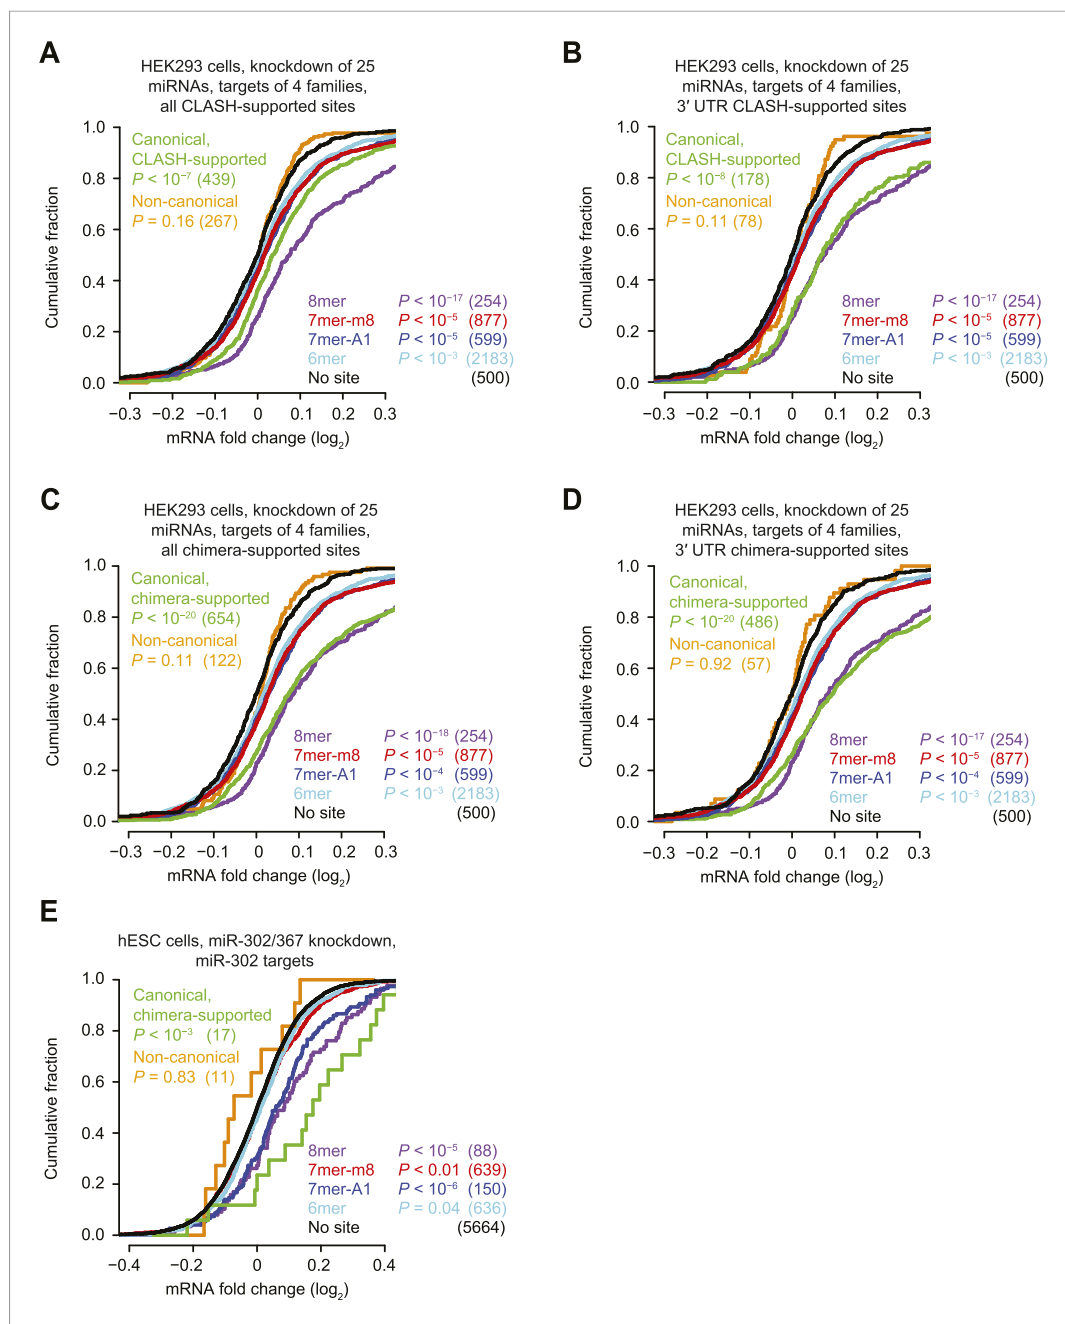 A
HEK293 cells, knockdown of 25
miRNAs, targets of 4 families,
all CLASH-supported sites
Cumulative fraction
1.0
0.8
0.6
0.4
0.2
0.0
Canonical,
CLASH-supported
P < 10⁻⁷ (439)
Non-canonical
P = 0.16 (267)
8mer P < 10⁻¹⁷ (254)
7mer-m8 P < 10⁻⁵ (877)
7mer-A1 P < 10⁻⁵ (599)
6mer P < 10⁻³ (2183)
No site (500)
−0.3 −0.2 −0.1 0 0.1 0.2 0.3
mRNA fold change (log₂)
B
HEK293 cells, knockdown of 25
miRNAs, targets of 4 families,
3′ UTR CLASH-supported sites
Cumulative fraction
1.0
0.8
0.6
0.4
0.2
0.0
Canonical,
CLASH-supported
P < 10⁻⁸ (178)
Non-canonical
P = 0.11 (78)
8mer P < 10⁻¹⁷ (254)
7mer-m8 P < 10⁻⁵ (877)
7mer-A1 P < 10⁻⁵ (599)
6mer P < 10⁻³ (2183)
No site (500)
−0.3 −0.2 −0.1 0 0.1 0.2 0.3
mRNA fold change (log₂)
C
HEK293 cells, knockdown of 25
miRNAs, targets of 4 families,
all chimera-supported sites
Cumulative fraction
1.0
0.8
0.6
0.4
0.2
0.0
Canonical,
chimera-supported
P < 10⁻²⁰ (654)
Non-canonical
P = 0.11 (122)
8mer P < 10⁻¹⁸ (254)
7mer-m8 P < 10⁻⁵ (877)
7mer-A1 P < 10⁻⁴ (599)
6mer P < 10⁻³ (2183)
No site (500)
−0.3 −0.2 −0.1 0 0.1 0.2 0.3
mRNA fold change (log₂)
D
HEK293 cells, knockdown of 25
miRNAs, targets of 4 families,
3′ UTR chimera-supported sites
Cumulative fraction
1.0
0.8
0.6
0.4
0.2
0.0
Canonical,
chimera-supported
P < 10⁻²⁰ (486)
Non-canonical
P = 0.92 (57)
8mer P < 10⁻¹⁷ (254)
7mer-m8 P < 10⁻⁵ (877)
7mer-A1 P < 10⁻⁴ (599)
6mer P < 10⁻³ (2183)
No site (500)
−0.3 −0.2 −0.1 0 0.1 0.2 0.3
mRNA fold change (log₂)
E
hESC cells, miR-302/367 knockdown,
miR-302 targets
Cumulative fraction
1.0
0.8
0.6
0.4
0.2
0.0
Canonical,
chimera-supported
P < 10⁻³ (17)
Non-canonical
P = 0.83 (11)
8mer P < 10⁻⁵ (88)
7mer-m8 P < 0.01 (639)
7mer-A1 P < 10⁻⁶ (150)
6mer P = 0.04 (636)
No site (5664)
−0.4 −0.2 0 0.2 0.4
mRNA fold change (log₂)